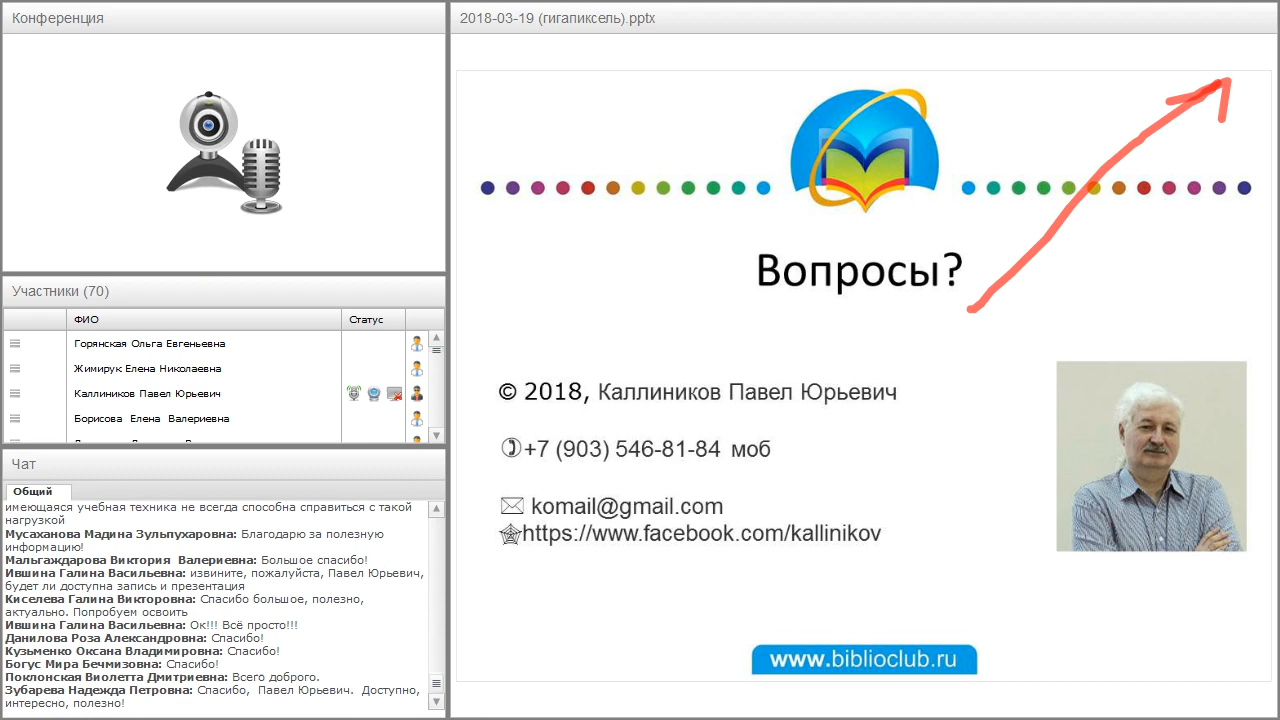 Конференция
2018-03-19 (гигапиксель).pptx
Участники (70)
ФИО
Статус
Горянская Ольга Евгеньевна
Жимирук Елена Николаевна
Каллиников Павел Юрьевич
Борисова Елена Валериевна
Чат
Общий
имеющаяся учебная техника не всегда способна справиться с такой
нагрузкой
Мусаханова Мадина Зульпухаровна: Благодарю за полезную
информацию!
Мальгаждарова Виктория Валериевна: Большое спасибо!
Ившина Галина Васильевна: извините, пожалуйста, Павел Юрьевич,
будет ли доступна запись и презентация
Киселева Галина Викторовна: Спасибо большое, полезно,
актуально. Попробуем освоить
Ившина Галина Васильевна: Ок!!! Всё просто!!!
Данилова Роза Александровна: Спасибо!
Кузьменко Оксана Владимировна: Спасибо!
Богус Мира Бечмизовна: Спасибо!
Поклонская Виолетта Дмитриевна: Всего доброго.
Зубарева Надежда Петровна: Спасибо, Павел Юрьевич. Доступно,
интересно, полезно!
Вопросы?
© 2018, Каллиников Павел Юрьевич
+7 (903) 546-81-84 моб
komail@gmail.com
https://www.facebook.com/kallinikov
www.biblioclub.ru